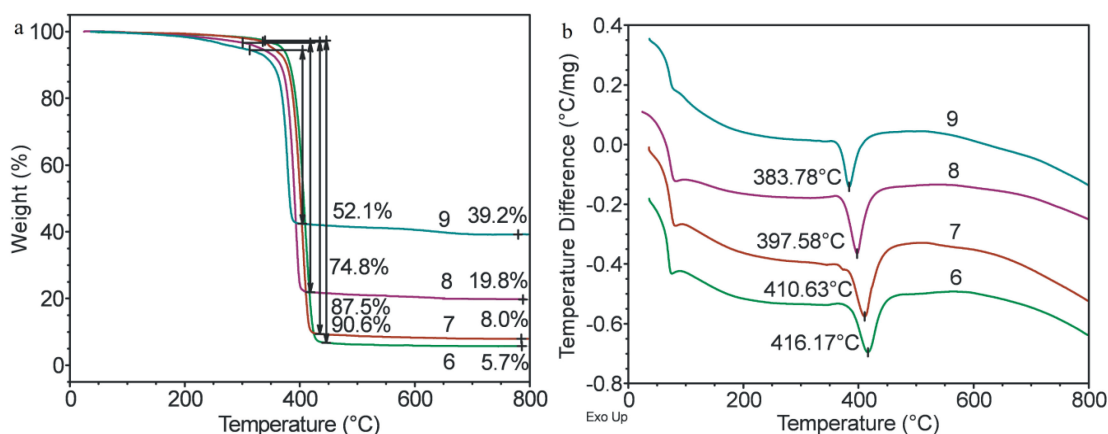 a
100
80
60
40
20
0
Weight (%)
52.1% 9 39.2%
74.8% 8 19.8%
87.5%
90.6% 7 8.0%
6 5.7%
0 200 400 600 800
Temperature (°C)
b
0.4
0.2
0.0
-0.2
-0.4
-0.6
-0.8
Temperature Difference (°C/mg)
9
383.78°C
8
397.58°C
7
410.63°C
6
416.17°C
0 200 400 600 800
Exo Up
Temperature (°C)